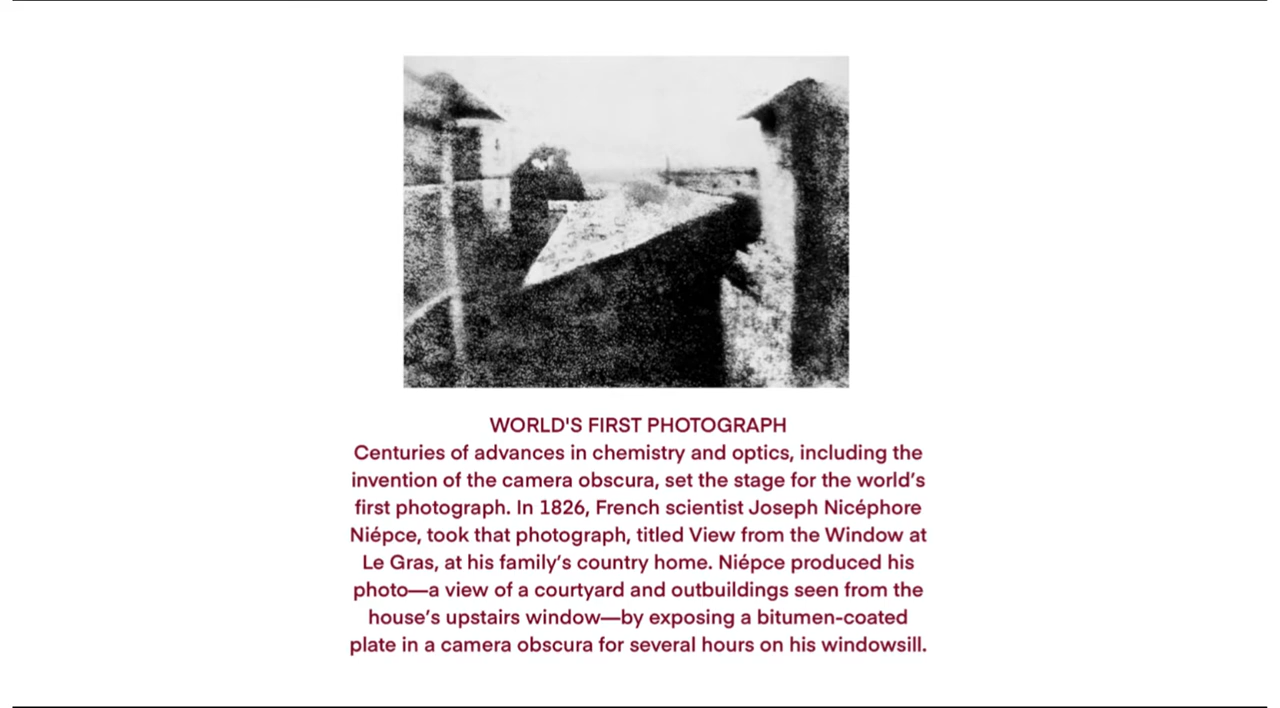 WORLD'S FIRST PHOTOGRAPH
Centuries of advances in chemistry and optics, including the
invention of the camera obscura, set the stage for the world’s
first photograph. In 1826, French scientist Joseph Nicéphore
Niépce, took that photograph, titled View from the Window at
Le Gras, at his family’s country home. Niépce produced his
photo—a view of a courtyard and outbuildings seen from the
house’s upstairs window—by exposing a bitumen-coated
plate in a camera obscura for several hours on his windowsill.